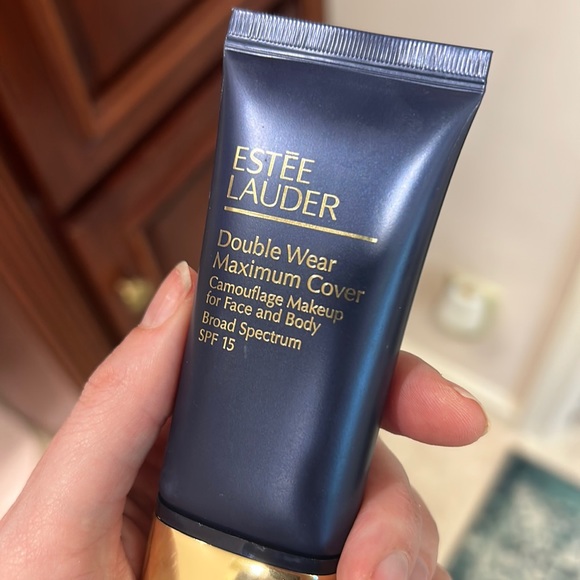 ESTĒE
LAUDER
Double Wear
Maximum Cover
Camouflage Makeup
for Face and Body
Broad Spectrum
SPF 15